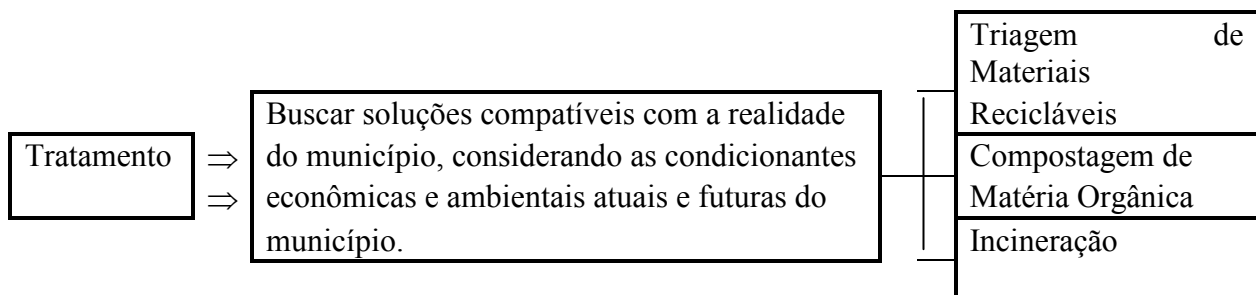 Tratamento
⇒
⇒
Buscar soluções compatíveis com a realidade
do município, considerando as condicionantes
econômicas e ambientais atuais e futuras do
município.
Triagem de
Materiais
Recicláveis
Compostagem de
Matéria Orgânica
Incineração